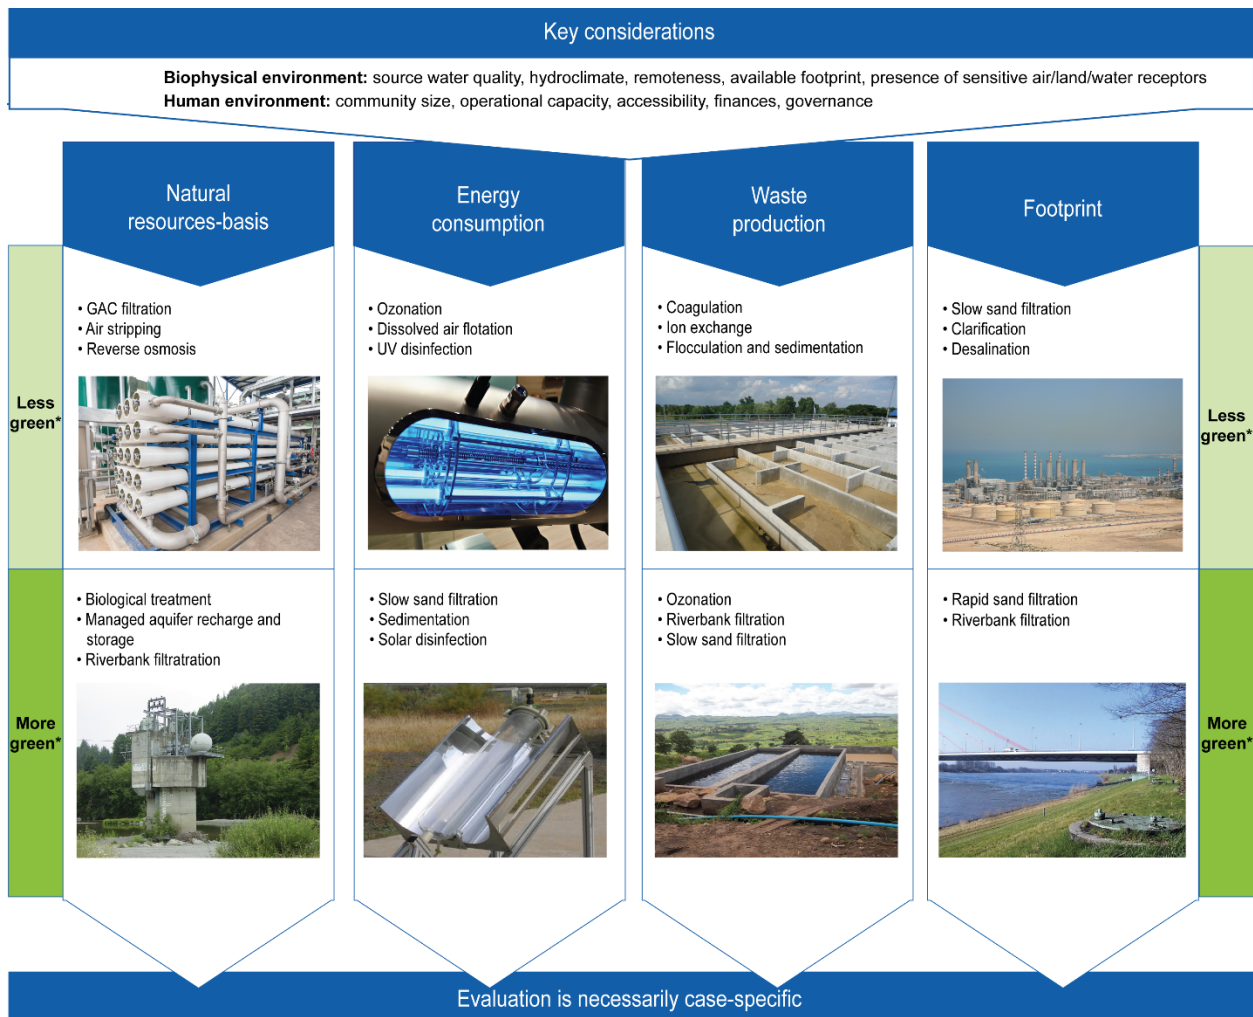 Key considerations
Biophysical environment: source water quality, hydroclimate, remoteness, available footprint, presence of sensitive air/land/water receptors
Human environment: community size, operational capacity, accessibility, finances, governance
Natural
resources-basis
Energy
consumption
Waste
production
Footprint
Less
green*
• GAC filtration
• Air stripping
• Reverse osmosis
• Ozonation
• Dissolved air flotation
• UV disinfection
• Coagulation
• Ion exchange
• Flocculation and sedimentation
• Slow sand filtration
• Clarification
• Desalination
Less
green*
More
green*
• Biological treatment
• Managed aquifer recharge and
storage
• Riverbank filtratration
• Slow sand filtration
• Sedimentation
• Solar disinfection
• Ozonation
• Riverbank filtration
• Slow sand filtration
• Rapid sand filtration
• Riverbank filtration
More
green*
Evaluation is necessarily case-specific